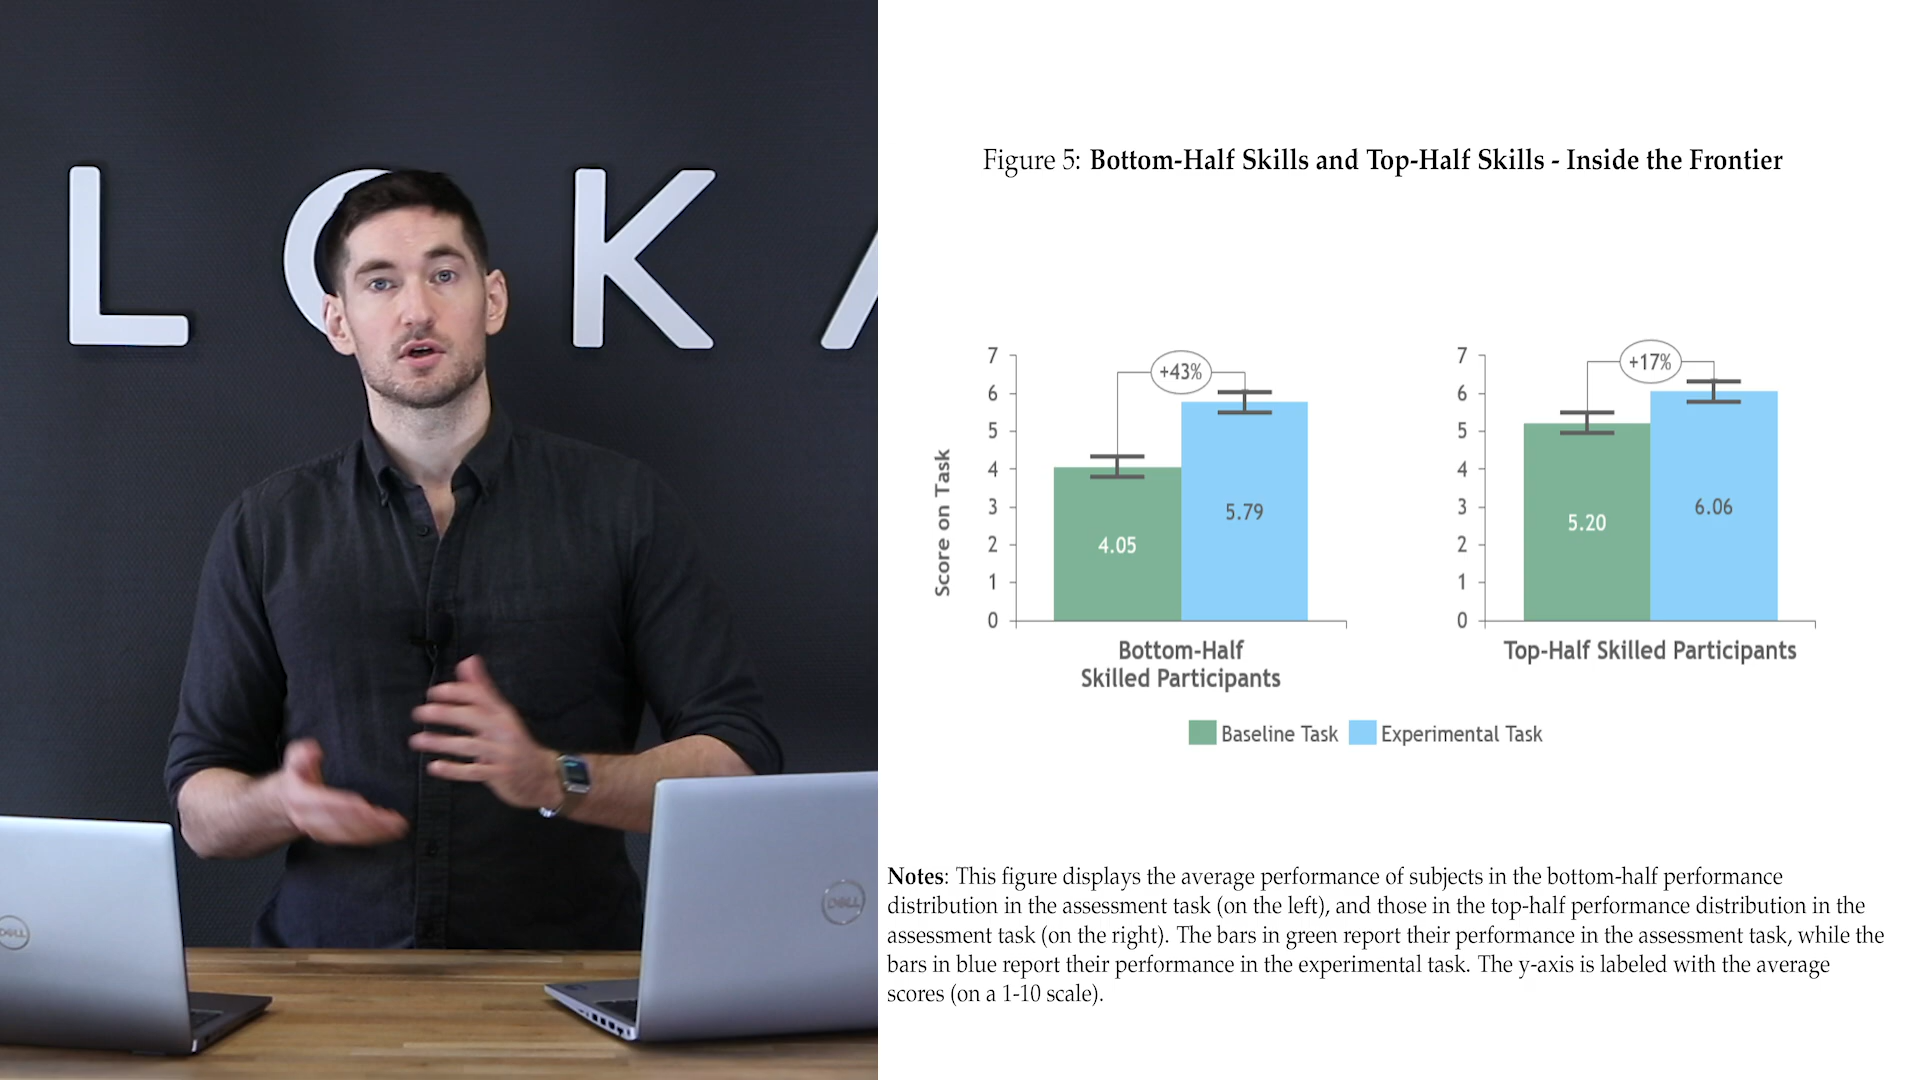 LOKA
DELL
DELL
Figure 5: Bottom-Half Skills and Top-Half Skills - Inside the Frontier
Score on Task
7
6
5
4
3
2
1
0
+43%
4.05
5.79
Bottom-Half
Skilled Participants
7
6
5
4
3
2
1
0
+17%
5.20
6.06
Top-Half Skilled Participants
Baseline Task
Experimental Task
Notes: This figure displays the average performance of subjects in the bottom-half performance
distribution in the assessment task (on the left), and those in the top-half performance distribution in the
assessment task (on the right). The bars in green report their performance in the assessment task, while the
bars in blue report their performance in the experimental task. The y-axis is labeled with the average
scores (on a 1-10 scale).